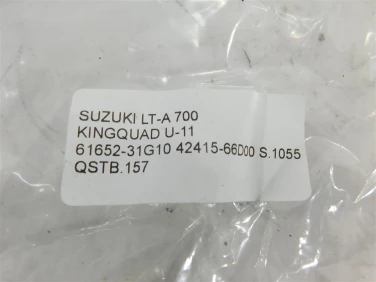 SUZUKI LT-A 700
KINGQUAD U-11
61652-31G10 42415-66D00 S.1055
QSTB.157